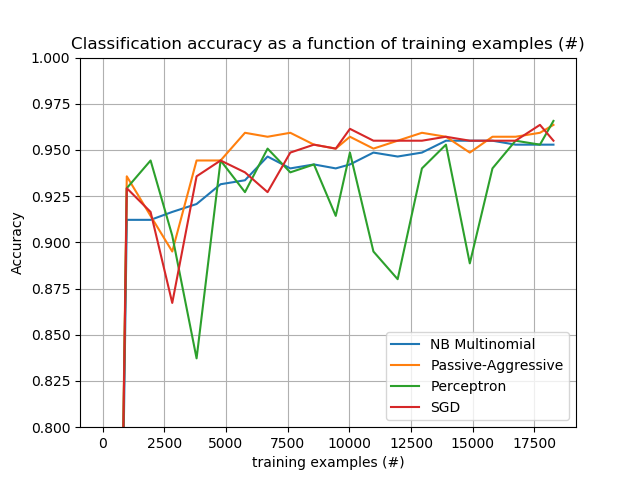 Classification accuracy as a function of training examples (#)
1.000
0.975
0.950
0.925
0.900
0.875
0.850
0.825
0.800
Accuracy
NB Multinomial
Passive-Aggressive
Perceptron
SGD
0 2500 5000 7500 10000 12500 15000 17500
training examples (#)